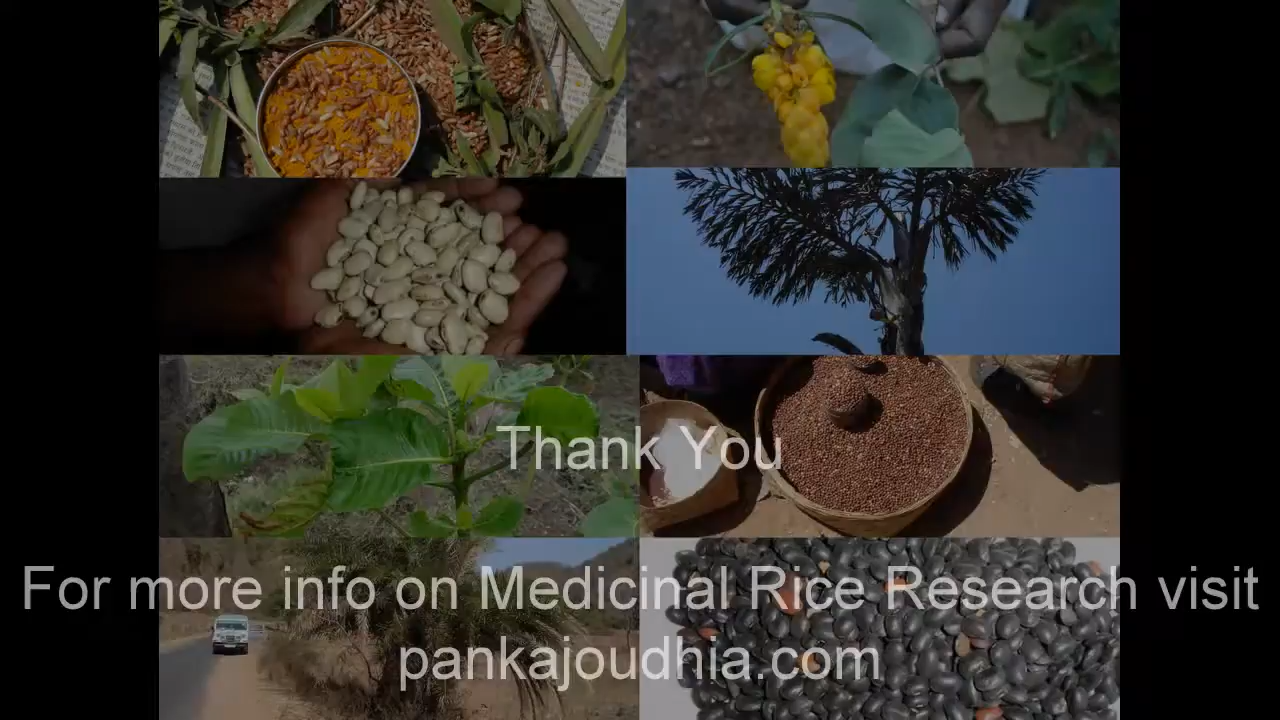 Thank You
For more info on Medicinal Rice Research visit
pankajoudhia.com